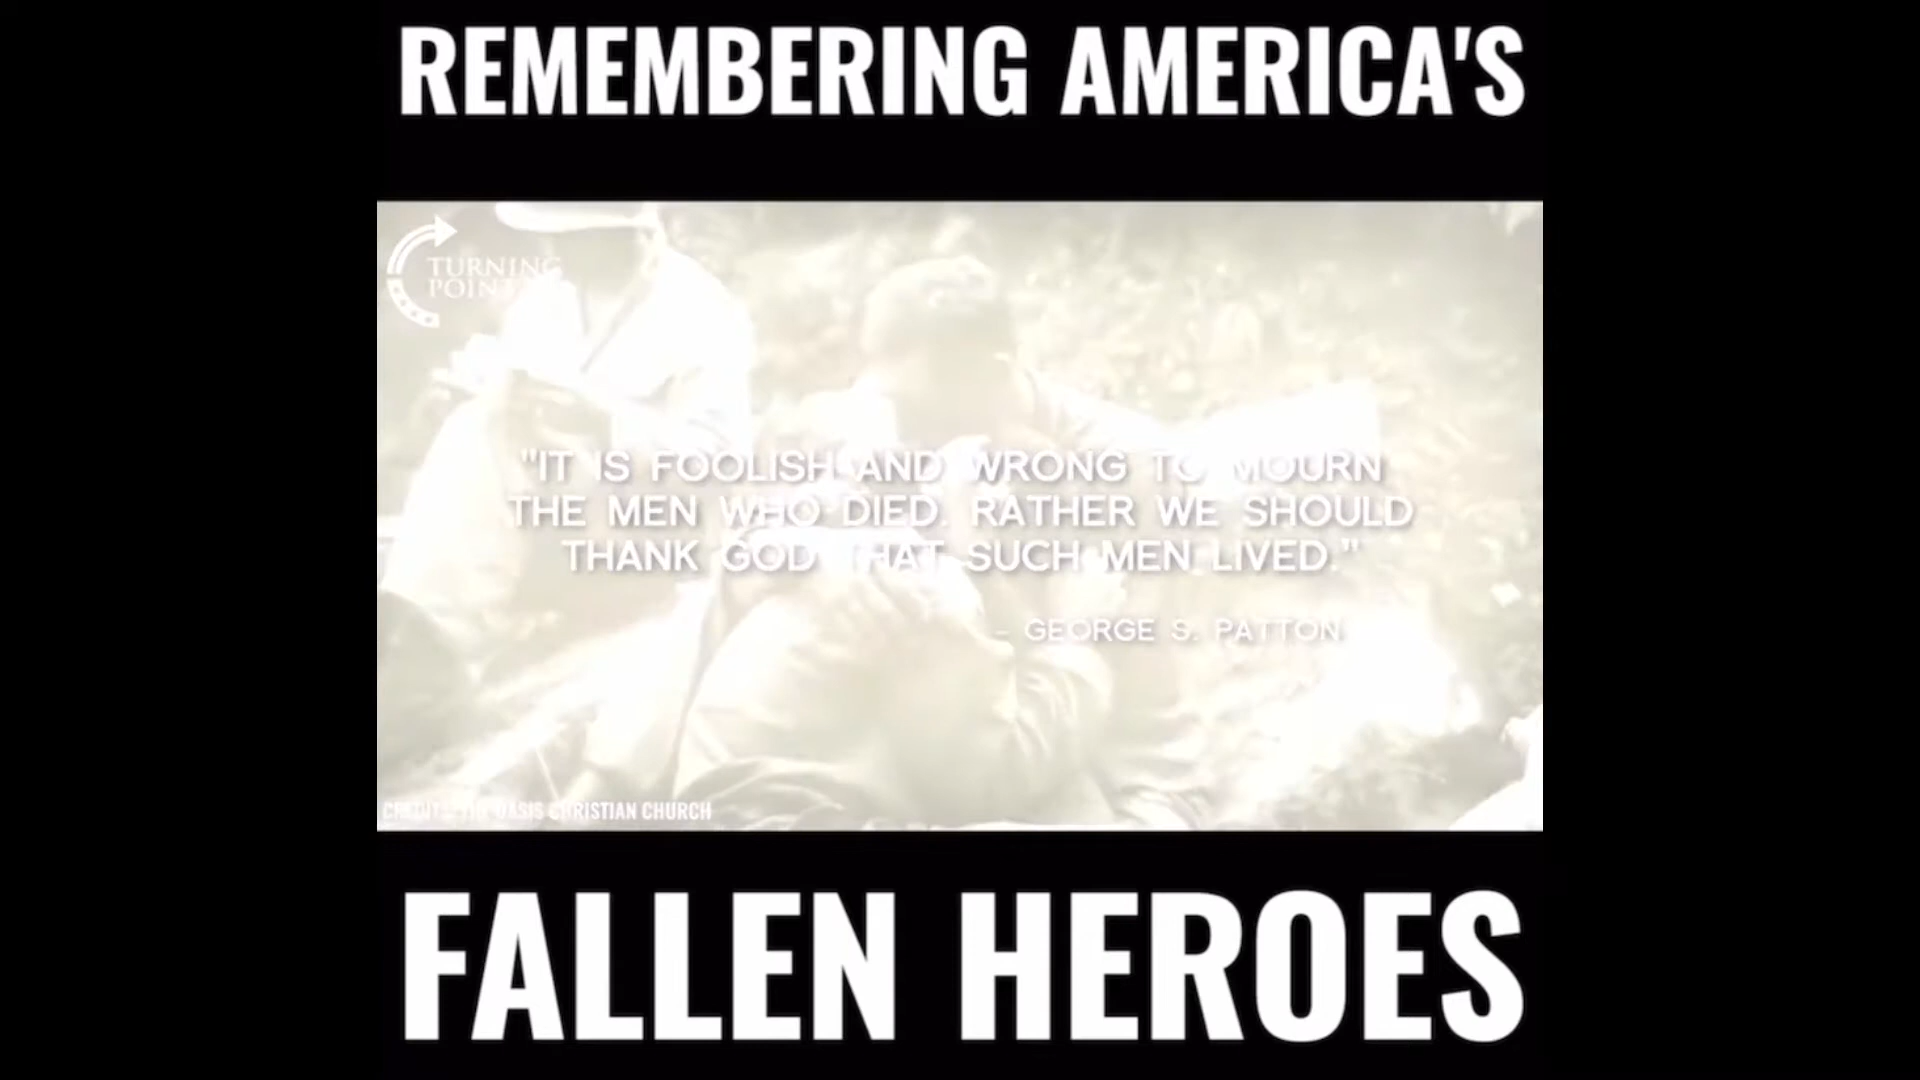 REMEMBERING AMERICA'S
TURNING
POINT
"IT IS FOOLISH AND WRONG TO MOURN
THE MEN WHO DIED. RATHER WE SHOULD
THANK GOD THAT SUCH MEN LIVED."
- GEORGE S. PATTON
OASIS CHRISTIAN CHURCH
FALLEN HEROES